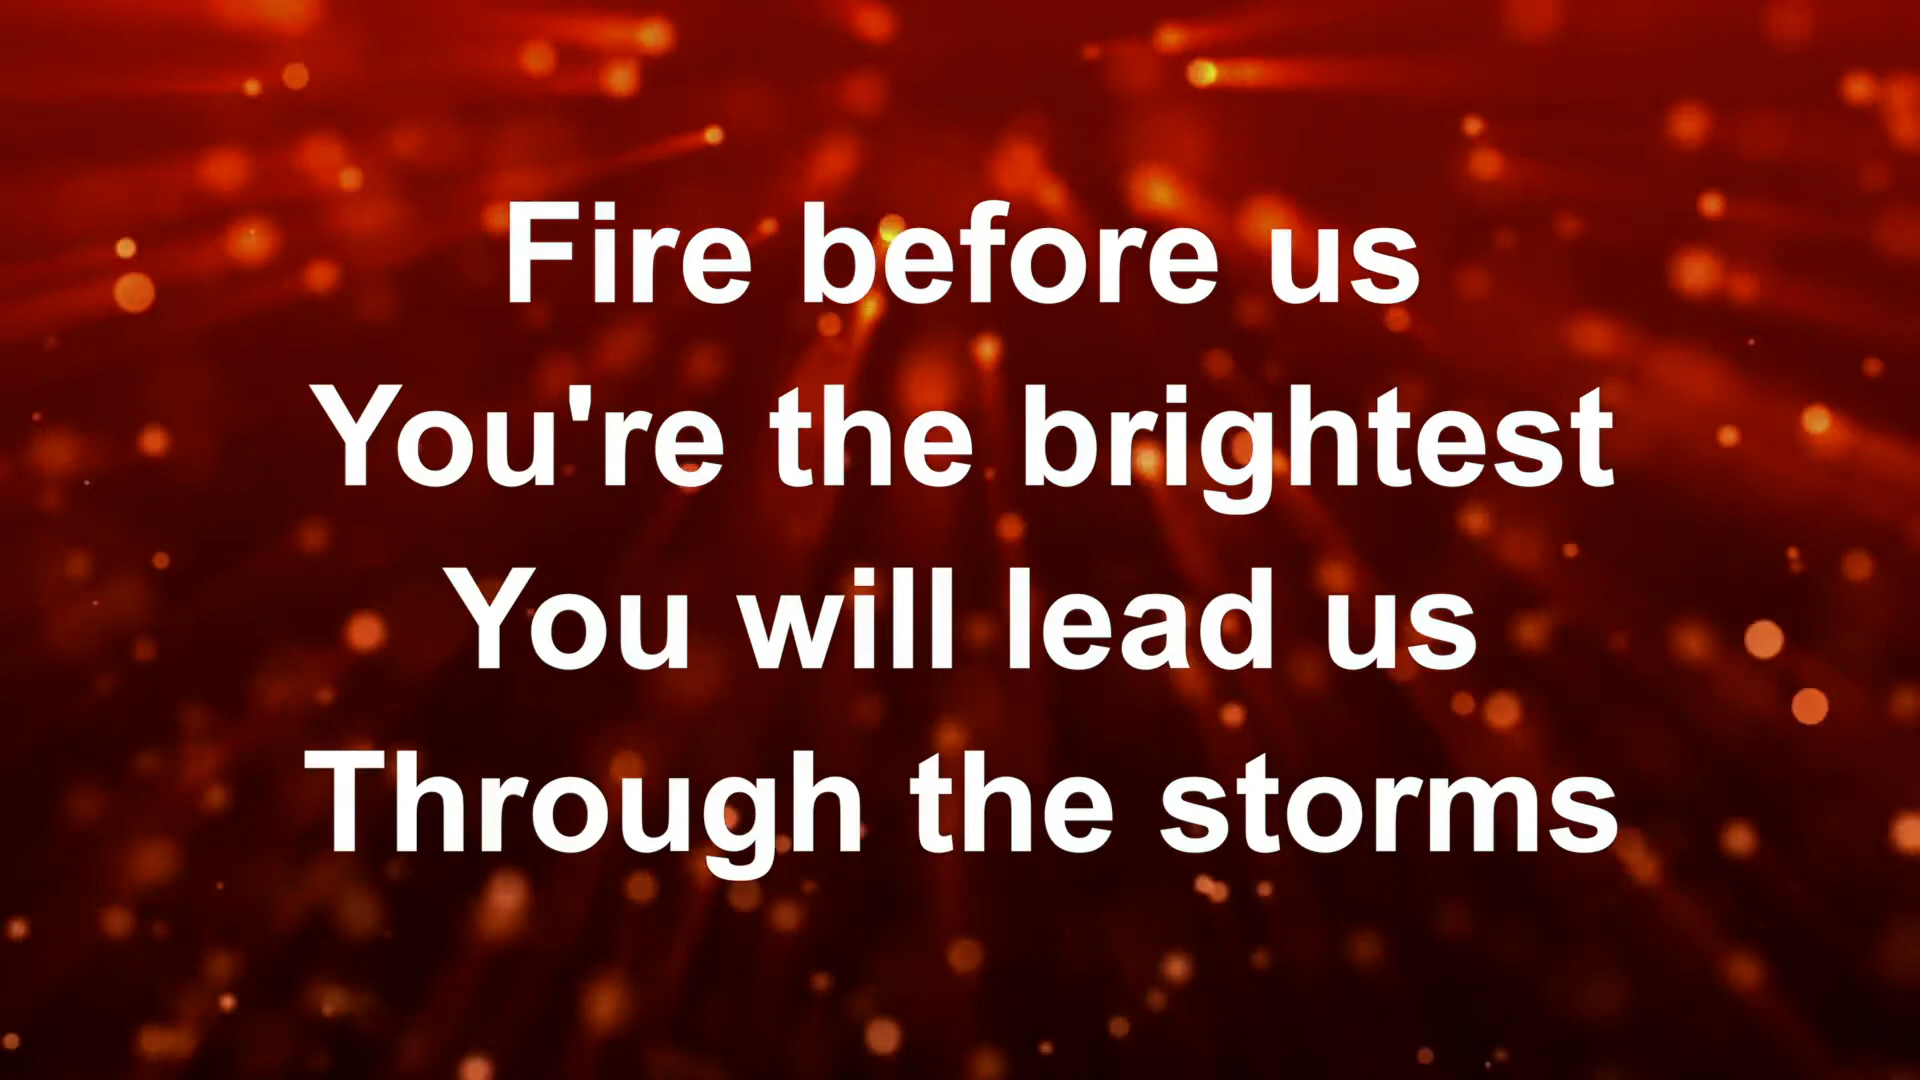 Fire before us
You're the brightest
You will lead us
Through the storms